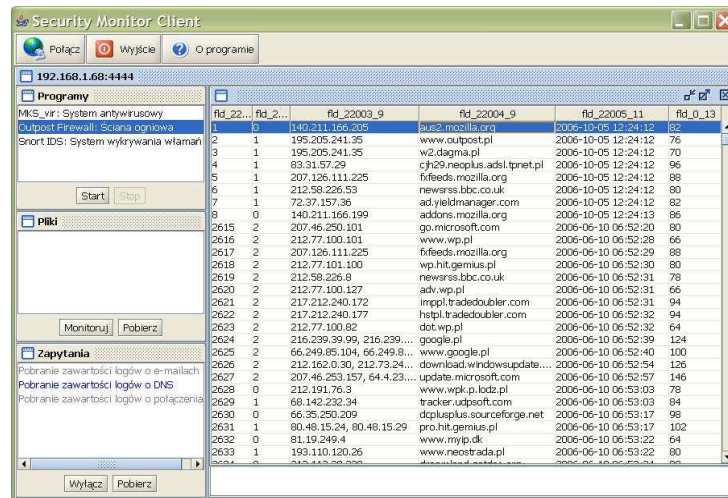 Security Monitor Client
Połącz Wyjście O programie
192.168.1.68:4444
Programy
MKS_vir: System antywirusowy
Outpost Firewall: Ściana ogniowa
Snort IDS: System wykrywania włamań
Start Stop
Pliki
Monitoruj Pobierz
Zapytania
Pobranie zawartości logów o e-mailach
Pobranie zawartości logów o DNS
Pobranie zawartości logów o połączenia
Wyłącz Pobierz
fld_22... fld_2... fld_22003_9 fld_22004_9 fld_22005_11 fld_0_13
1 0 140.211.166.205 aus2.mozilla.org 2006-10-05 12:24:12 82
2 1 195.205.241.35 www.outpost.pl 2006-10-05 12:24:12 76
3 1 195.205.241.35 w2.dagma.pl 2006-10-05 12:24:12 70
4 1 83.31.57.29 cjh29.neoplus.adsl.tpnet.pl 2006-10-05 12:24:12 96
5 1 207.126.111.225 fxfeeds.mozilla.org 2006-10-05 12:24:12 88
6 1 212.58.226.53 newsrss.bbc.co.uk 2006-10-05 12:24:12 80
7 1 72.37.157.36 ad.yieldmanager.com 2006-10-05 12:24:12 82
8 0 140.211.166.199 addons.mozilla.org 2006-10-05 12:24:13 86
2615 2 207.46.250.101 go.microsoft.com 2006-06-10 06:52:20 80
2616 2 212.77.100.101 www.wp.pl 2006-06-10 06:52:28 66
2617 2 207.126.111.225 fxfeeds.mozilla.org 2006-06-10 06:52:29 88
2618 2 212.77.101.100 wp.hit.gemius.pl 2006-06-10 06:52:30 80
2619 2 212.58.226.8 newsrss.bbc.co.uk 2006-06-10 06:52:31 78
2620 2 212.77.100.127 adv.wp.pl 2006-06-10 06:52:31 66
2621 2 217.212.240.172 impl.tradedoubler.com 2006-06-10 06:52:31 94
2622 2 217.212.240.177 hstpl.tradedoubler.com 2006-06-10 06:52:32 94
2623 2 212.77.100.82 dot.wp.pl 2006-06-10 06:52:32 64
2624 2 216.239.39.99, 216.239.... google.pl 2006-06-10 06:52:39 124
2625 2 66.249.85.104, 66.249.8... www.google.pl 2006-06-10 06:52:40 100
2626 2 212.162.0.30, 212.73.24... download.windowsupdate.... 2006-06-10 06:52:54 126
2627 2 207.46.253.157, 64.4.23.... update.microsoft.com 2006-06-10 06:52:57 146
2628 0 212.191.76.3 www.wpk.p.lodz.pl 2006-06-10 06:53:03 78
2629 1 68.142.232.34 tracker.udpsoft.com 2006-06-10 06:53:03 84
2630 0 66.35.250.209 dcplusplus.sourceforge.net 2006-06-10 06:53:17 98
2631 1 80.48.15.24, 80.48.15.29 pro.hit.gemius.pl 2006-06-10 06:53:17 102
2632 0 81.19.249.4 www.myip.dk 2006-06-10 06:53:22 64
2633 1 193.110.120.26 www.neostrada.pl 2006-06-10 06:53:22 80